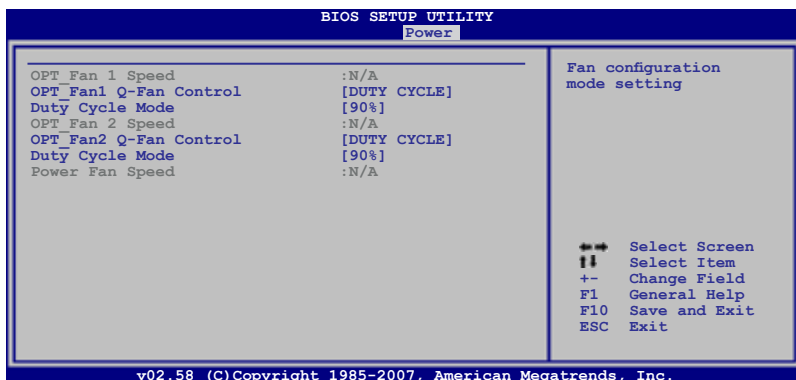 BIOS SETUP UTILITY
Power
OPT_Fan 1 Speed :N/A
OPT_Fan1 Q-Fan Control [DUTY CYCLE]
Duty Cycle Mode [90%]
OPT_Fan 2 Speed :N/A
OPT_Fan2 Q-Fan Control [DUTY CYCLE]
Duty Cycle Mode [90%]
Power Fan Speed :N/A
Fan configuration
mode setting
Select Screen
Select Item
+- Change Field
F1 General Help
F10 Save and Exit
ESC Exit
v02.58 (C)Copyright 1985-2007, American Megatrends, Inc.